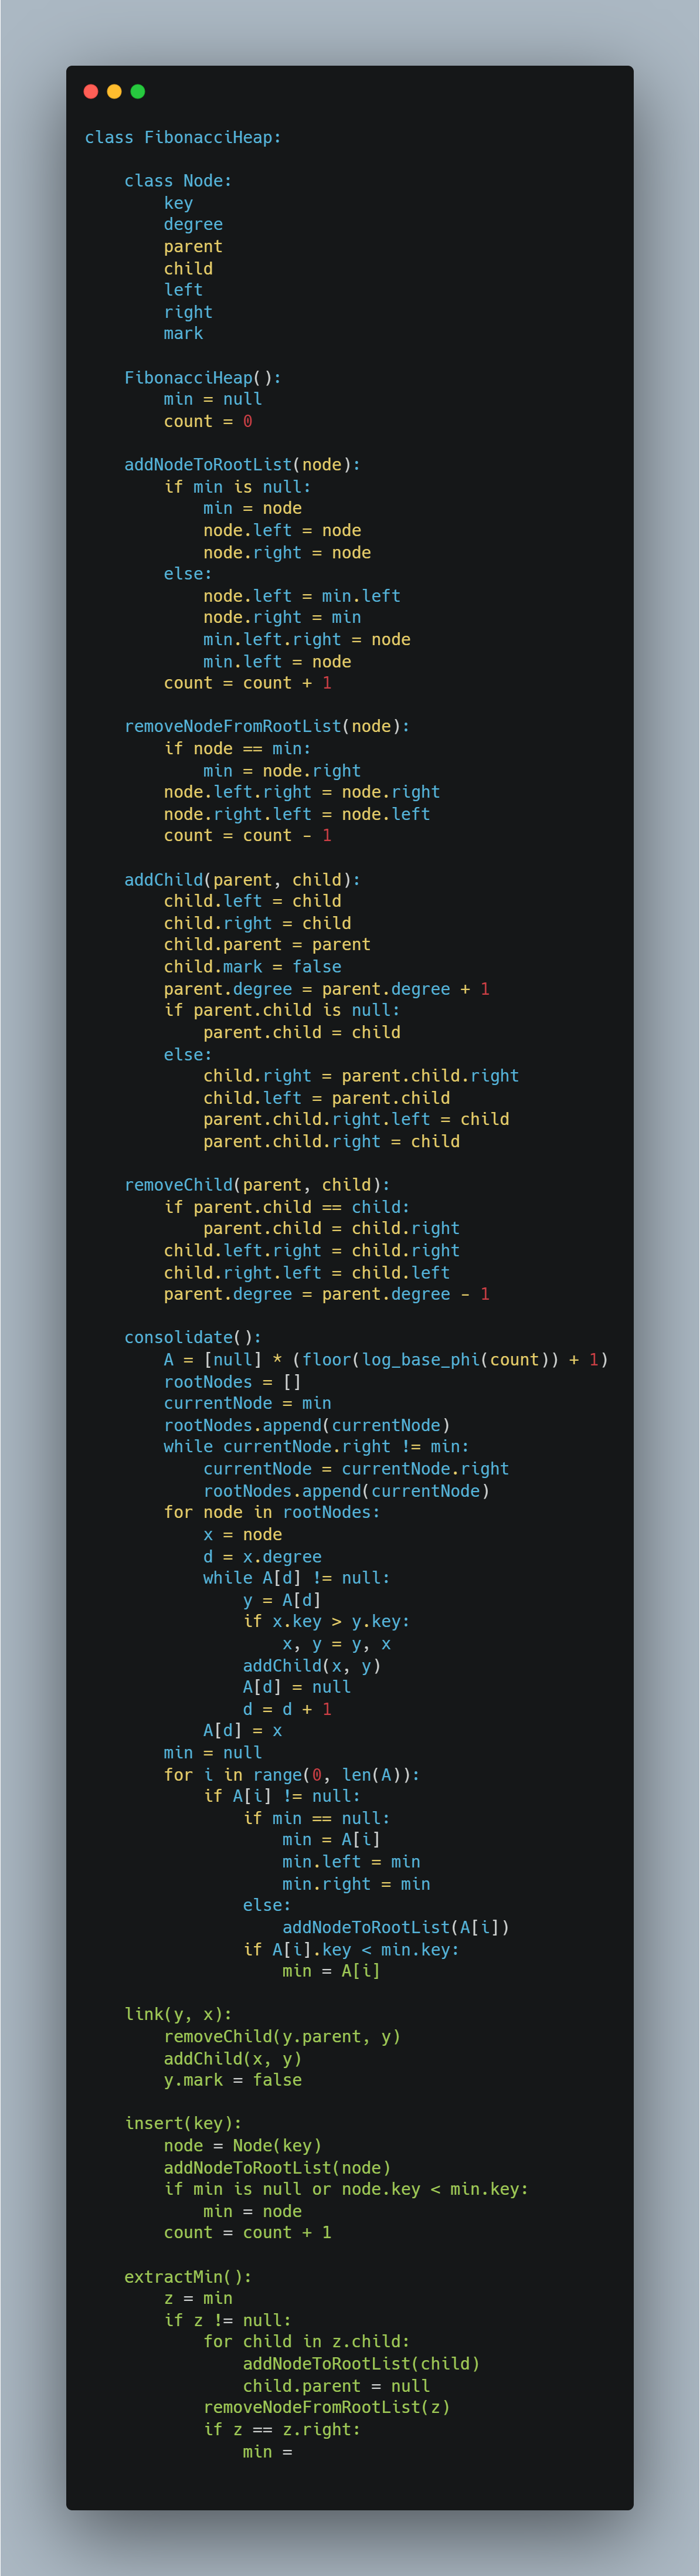 class FibonacciHeap:

    class Node:
        key
        degree
        parent
        child
        left
        right
        mark

    FibonacciHeap():
        min = null
        count = 0

    addNodeToRootList(node):
        if min is null:
            min = node
            node.left = node
            node.right = node
        else:
            node.left = min.left
            node.right = min
            min.left.right = node
            min.left = node
        count = count + 1

    removeNodeFromRootList(node):
        if node == min:
            min = node.right
        node.left.right = node.right
        node.right.left = node.left
        count = count - 1

    addChild(parent, child):
        child.left = child
        child.right = child
        child.parent = parent
        child.mark = false
        parent.degree = parent.degree + 1
        if parent.child is null:
            parent.child = child
        else:
            child.right = parent.child.right
            child.left = parent.child
            parent.child.right.left = child
            parent.child.right = child

    removeChild(parent, child):
        if parent.child == child:
            parent.child = child.right
        child.left.right = child.right
        child.right.left = child.left
        parent.degree = parent.degree - 1

    consolidate():
        A = [null] * (floor(log_base_phi(count)) + 1)
        rootNodes = []
        currentNode = min
        rootNodes.append(currentNode)
        while currentNode.right != min:
            currentNode = currentNode.right
            rootNodes.append(currentNode)
        for node in rootNodes:
            x = node
            d = x.degree
            while A[d] != null:
                y = A[d]
                if x.key > y.key:
                    x, y = y, x
                addChild(x, y)
                A[d] = null
                d = d + 1
            A[d] = x
        min = null
        for i in range(0, len(A)):
            if A[i] != null:
                if min == null:
                    min = A[i]
                    min.left = min
                    min.right = min
                else:
                    addNodeToRootList(A[i])
                if A[i].key < min.key:
                    min = A[i]

    link(y, x):
        removeChild(y.parent, y)
        addChild(x, y)
        y.mark = false

    insert(key):
        node = Node(key)
        addNodeToRootList(node)
        if min is null or node.key < min.key:
            min = node
        count = count + 1

    extractMin():
        z = min
        if z != null:
            for child in z.child:
                addNodeToRootList(child)
                child.parent = null
            removeNodeFromRootList(z)
            if z == z.right:
                min =